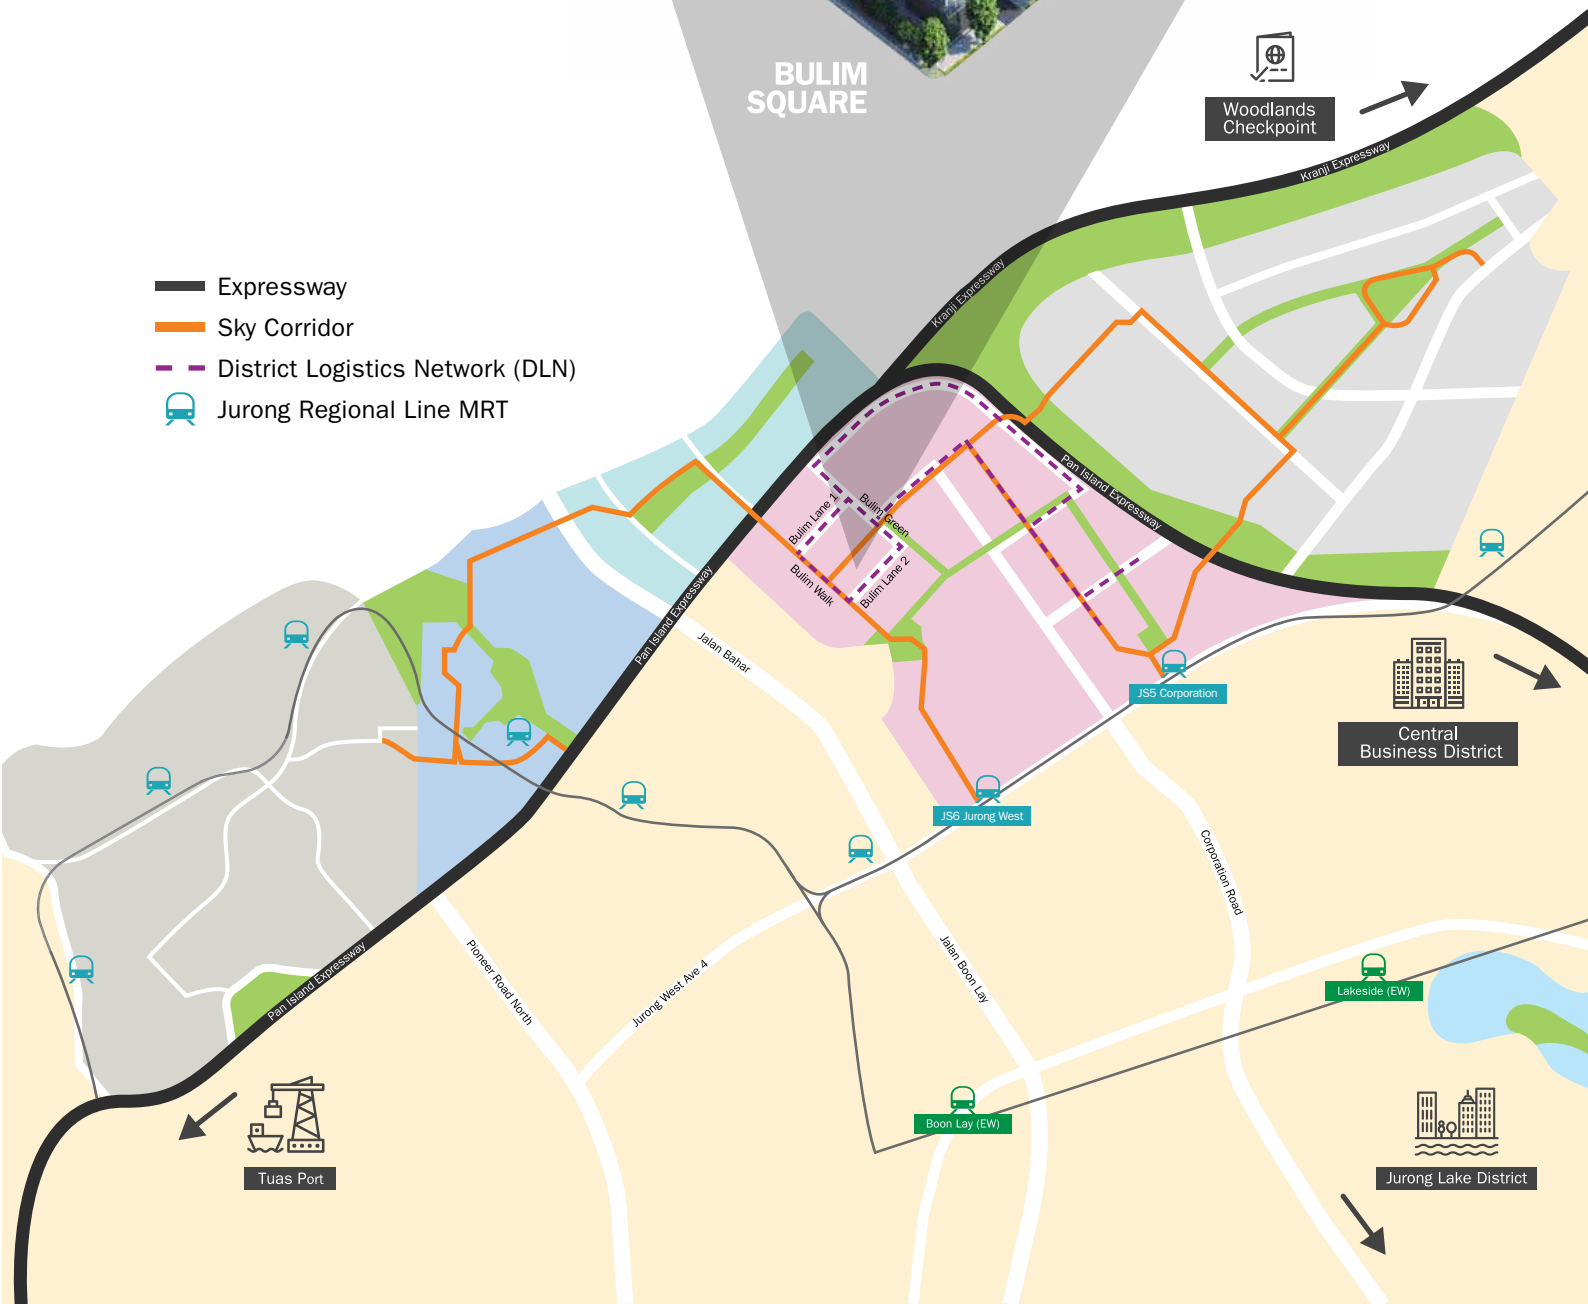 BULIM
SQUARE
Woodlands
Checkpoint
Kranji Expressway
Kranji Expressway
Expressway
Sky Corridor
District Logistics Network (DLN)
Jurong Regional Line MRT
Pan Island Expressway
Bulim Lane 1
Bulim Green
Bulim Walk
Bulim Lane 2
Pan Island Expressway
Jalan Bahar
JS5 Corporation
Central
Business District
JS6 Jurong West
Corporation Road
Pan Island Expressway
Pioneer Road North
Jurong West Ave 4
Jalan Boon Lay
Lakeside (EW)
Boon Lay (EW)
Tuas Port
Jurong Lake District